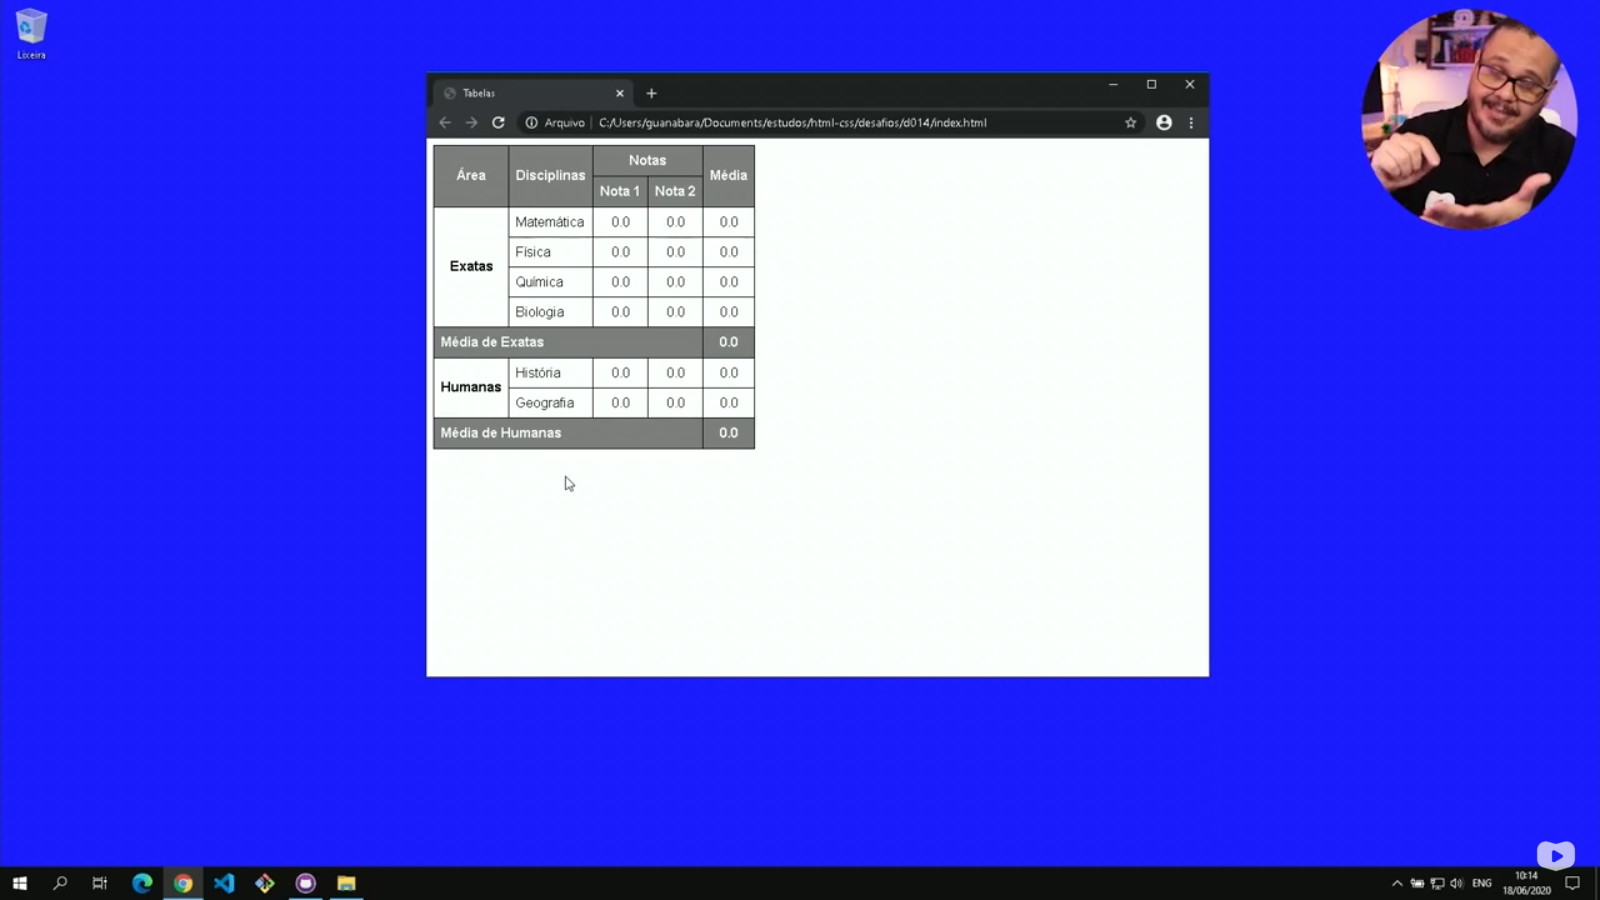 Lixeira
Tabelas
Arquivo | C:/Users/guanabara/Documents/estudos/html-css/desafios/d014/index.html
Área Disciplinas Notas Média
Nota 1 Nota 2
Exatas
Matemática 0.0 0.0 0.0
Física 0.0 0.0 0.0
Química 0.0 0.0 0.0
Biologia 0.0 0.0 0.0
Média de Exatas 0.0
Humanas
História 0.0 0.0 0.0
Geografia 0.0 0.0 0.0
Média de Humanas 0.0
ENG
10:14
18/06/2020